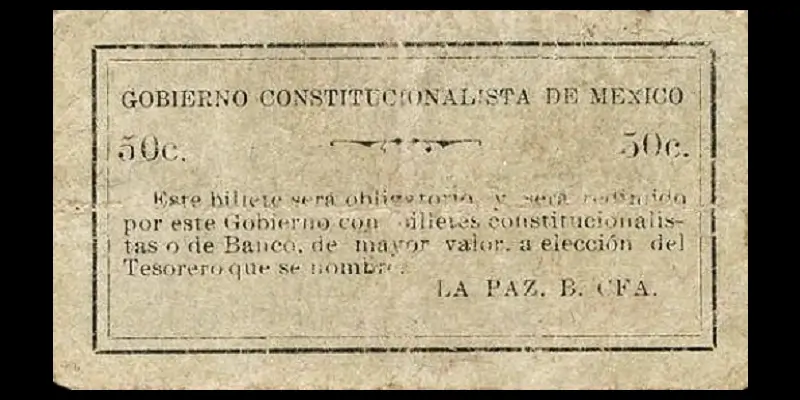 GOBIERNO CONSTITUCIONALISTA DE MEXICO
50c. 50c.
Este billete será obligatorio, y será redimido
por este Gobierno con billetes constitucionalis-
tas o de Banco, de mayor valor, a elección del
Tesorero que se nombre.
LA PAZ. B. CFA.